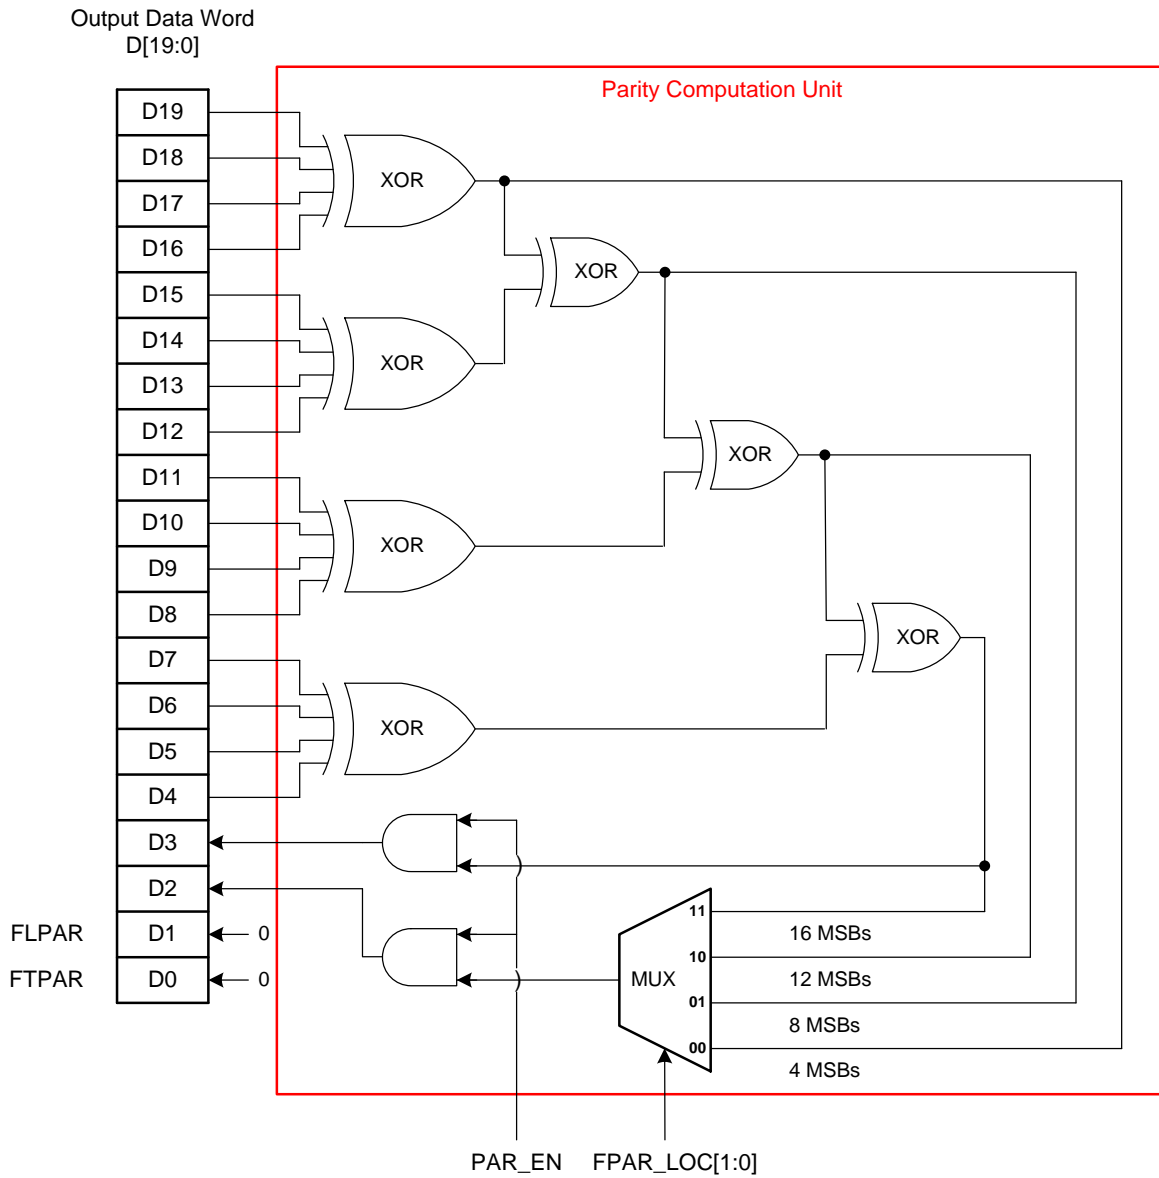 Output Data Word
D[19:0]
Parity Computation Unit
D19
D18
XOR
D17
D16
XOR
D15
D14
XOR
D13
D12
D11
XOR
D10
XOR
D9
D8
D7
XOR
D6
D5
XOR
D4
D3
D2
11
FLPAR D1 0 16 MSBs
10
FTPAR D0 0 MUX 12 MSBs
01
8 MSBs
00
4 MSBs
PAR_EN FPAR_LOC[1:0]